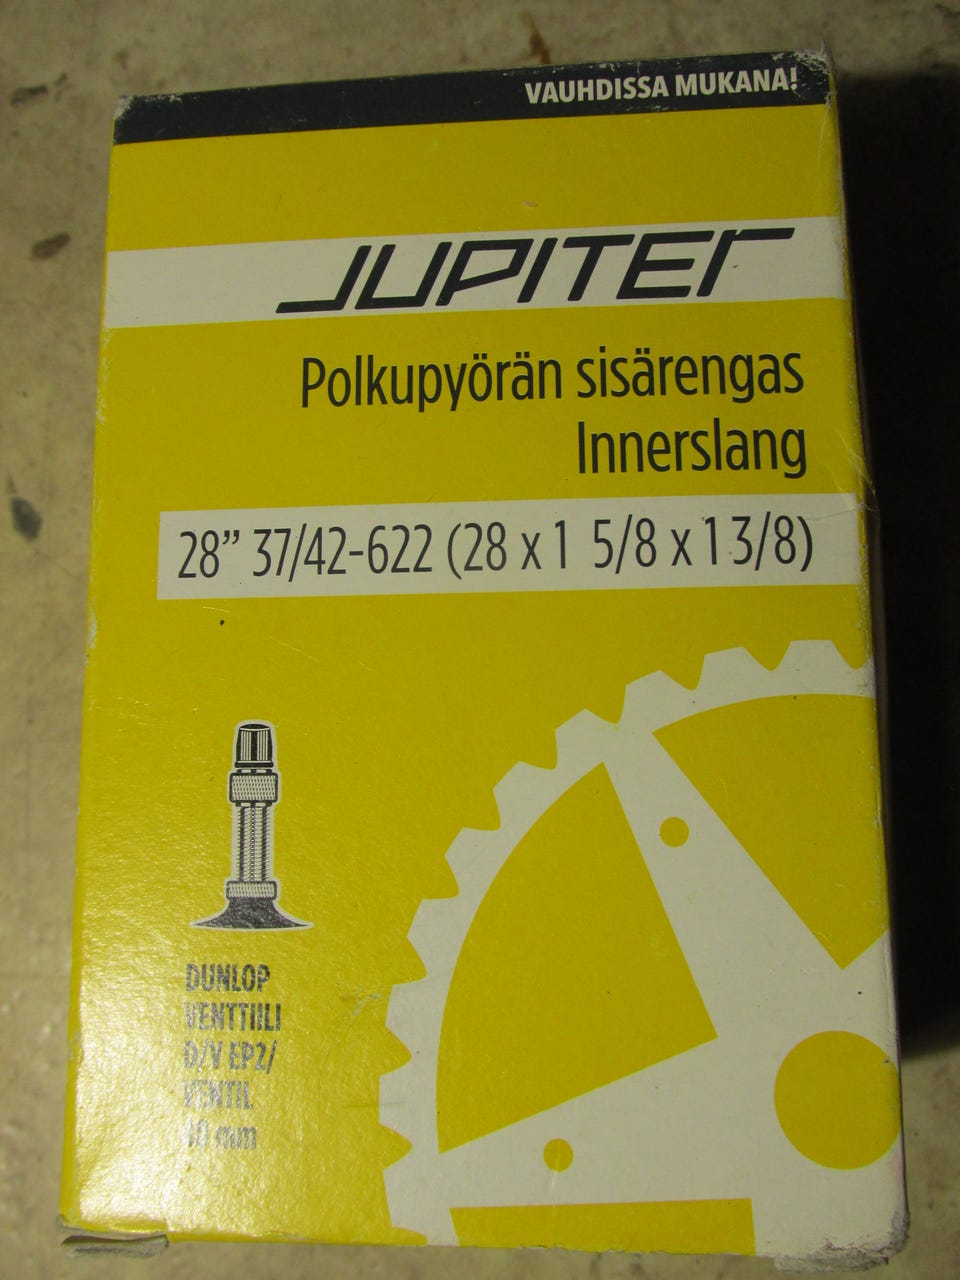 VAUHDISSA MUKANA!
JUPITER
Polkupyörän sisärengas
Innerslang
28” 37/42-622 (28 x 1 5/8 x 1 3/8)
DUNLOP
VENTTIILI
D/V EP2/
VENTIL
mm